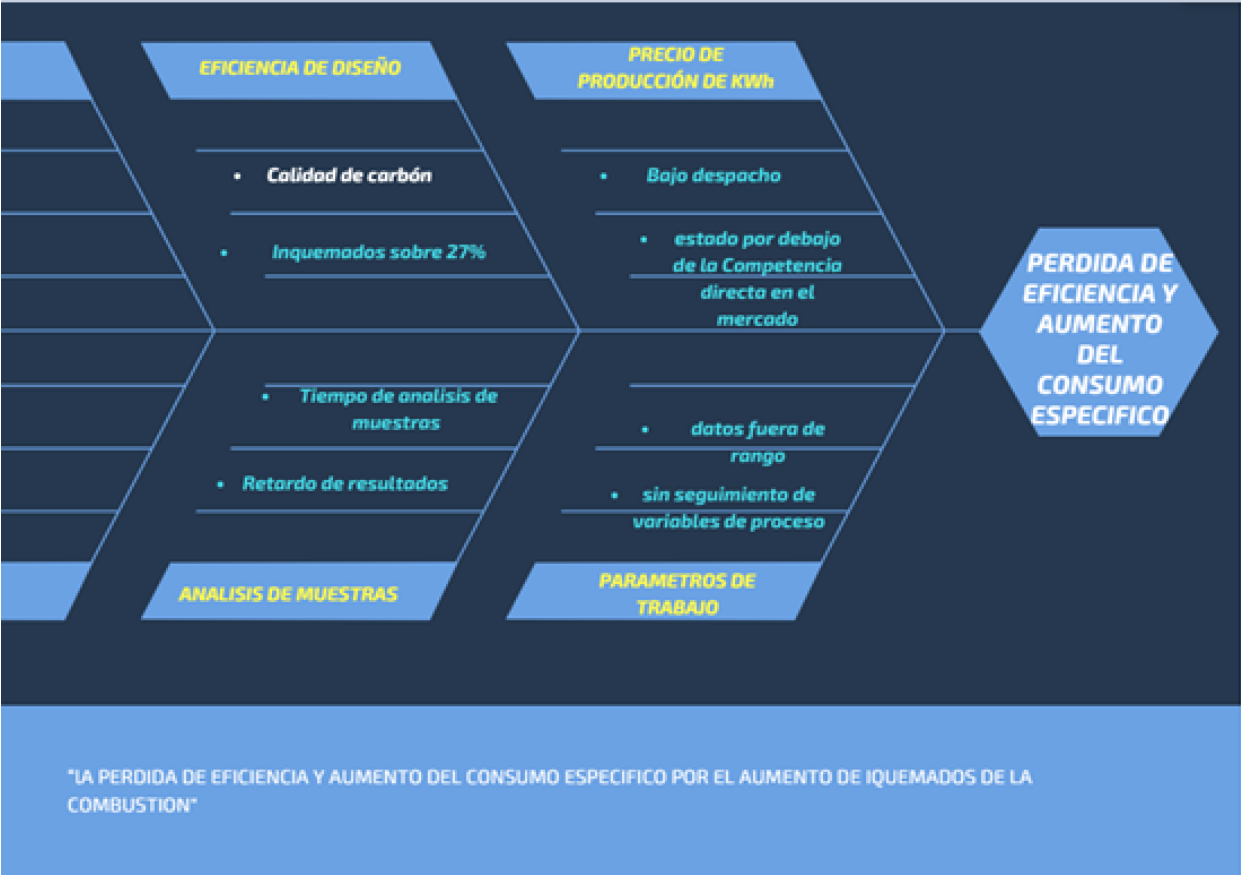 EFICIENCIA DE DISEÑO
PRECIO DE
PRODUCCIÓN DE KWh
• Calidad de carbón
• Inquemados sobre 27%
• Bajo despacho
• estado por debajo
de la Competencia
directa en el
mercado
PERDIDA DE
EFICIENCIA Y
AUMENTO
DEL
CONSUMO
ESPECIFICO
• Tiempo de analisis de
muestras
• Retardo de resultados
• datos fuera de
rango
• sin seguimiento de
variables de proceso
ANALISIS DE MUESTRAS
PARAMETROS DE
TRABAJO
"LA PERDIDA DE EFICIENCIA Y AUMENTO DEL CONSUMO ESPECIFICO POR EL AUMENTO DE IQUEMADOS DE LA
COMBUSTION"